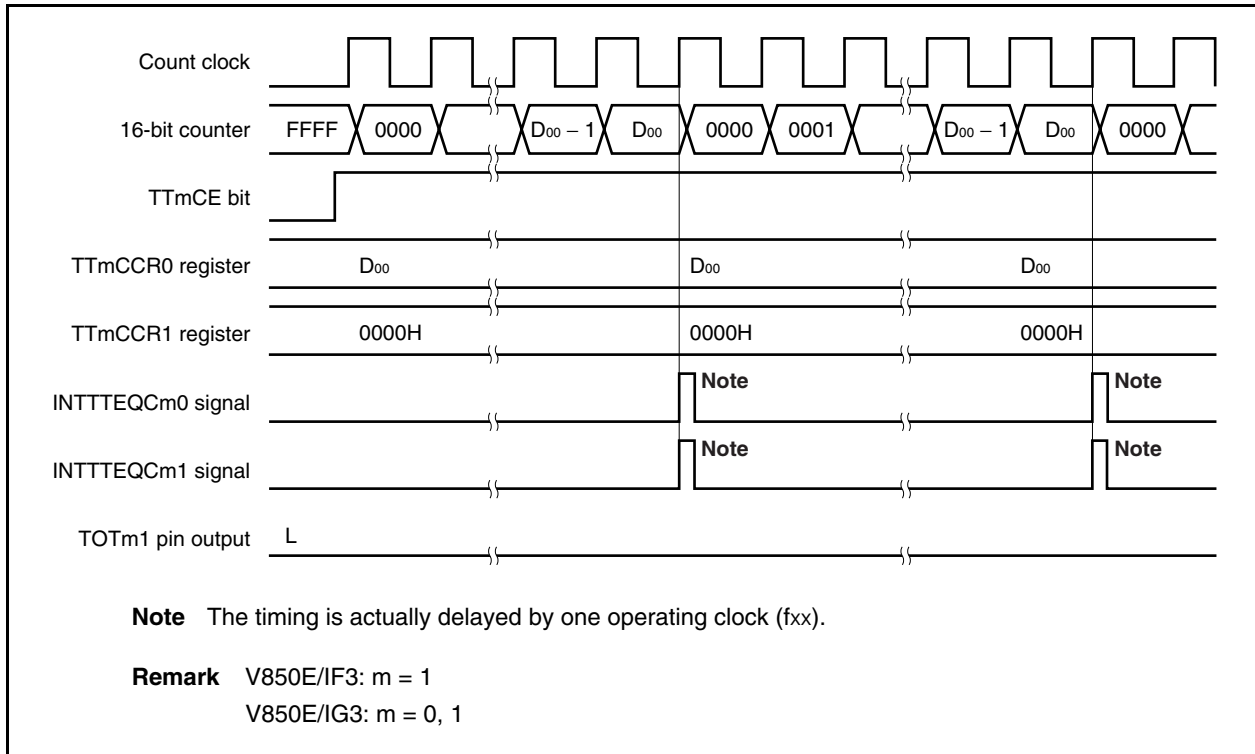 Count clock
16-bit counter FFFF 0000 D00 − 1 D00 0000 0001 D00 − 1 D00 0000
TTmCE bit
TTmCCR0 register D00 D00 D00
TTmCCR1 register 0000H 0000H 0000H
INTTTEQCm0 signal Note Note
INTTTEQCm1 signal Note Note
TOTm1 pin output L
Note The timing is actually delayed by one operating clock (fxx).
Remark V850E/IF3: m = 1
V850E/IG3: m = 0, 1